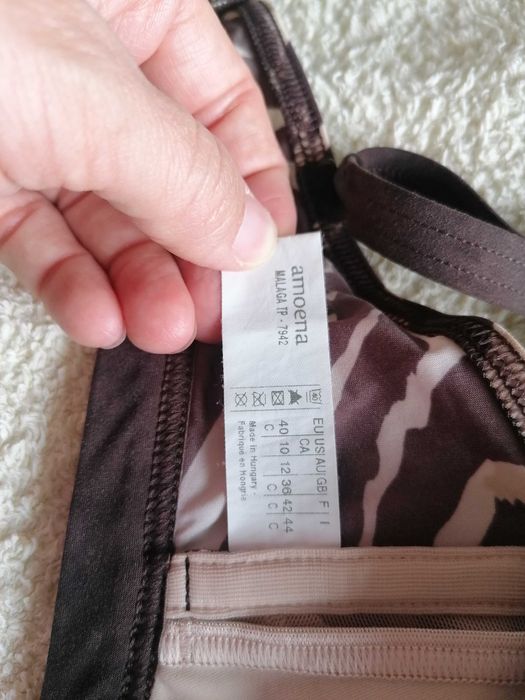 amoena
MALAGA TP - 7942
40
EU|US|AU|GB| F | I
CA
40|10|12|36|42|44
C | | | C | C | C
Made in Hungary -
Fabriqué en Hongrie